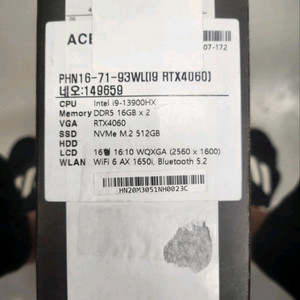 ACE
07-172
PHN16-71-93WL[I9 RTX4060]
네오:149659
CPU Intel i9-13900HX
Memory DDR5 16GB x 2
VGA RTX4060
SSD NVMe M.2 512GB
HDD
LCD 16형 16:10 WQXGA (2560 x 1600)
WLAN WiFi 6 AX 1650i, Bluetooth 5.2
HN20M3051NH0023C